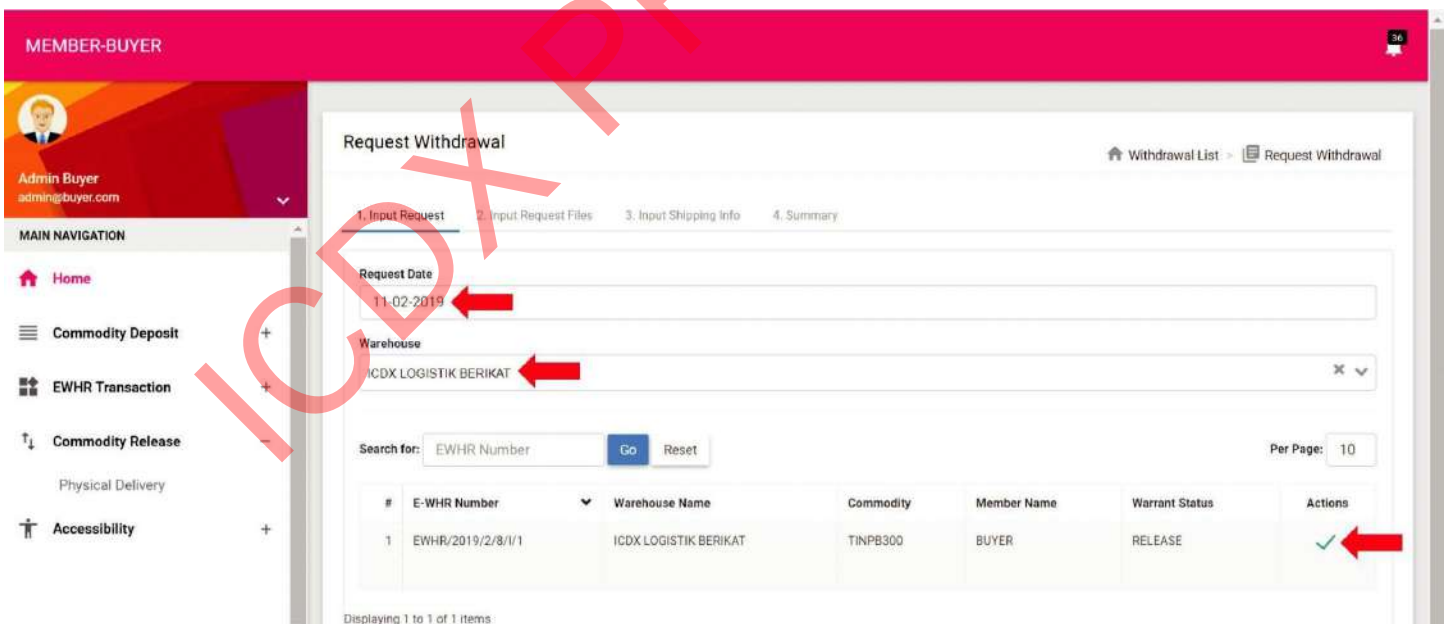 MEMBER-BUYER
36
Admin Buyer
admin@buyer.com
MAIN NAVIGATION
Home
Commodity Deposit +
EWHR Transaction +
Commodity Release −
Physical Delivery
Accessibility +
Request Withdrawal
Withdrawal List > Request Withdrawal
1. Input Request 2. Input Request Files 3. Input Shipping Info 4. Summary
Request Date
11-02-2019
Warehouse
ICDX LOGISTIK BERIKAT
Search for: EWHR Number Go Reset Per Page: 10
# E-WHR Number Warehouse Name Commodity Member Name Warrant Status Actions
1 EWHR/2019/2/8/I/1 ICDX LOGISTIK BERIKAT TINPB300 BUYER RELEASE
Displaying 1 to 1 of 1 items
ICDX